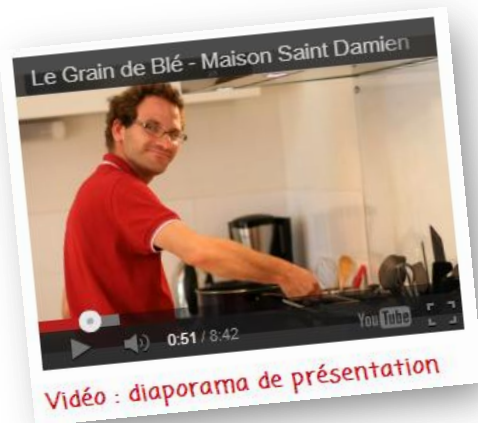 Le Grain de Blé - Maison Saint Damien
0:51 / 8:42
YouTube
Vidéo : diaporama de présentation